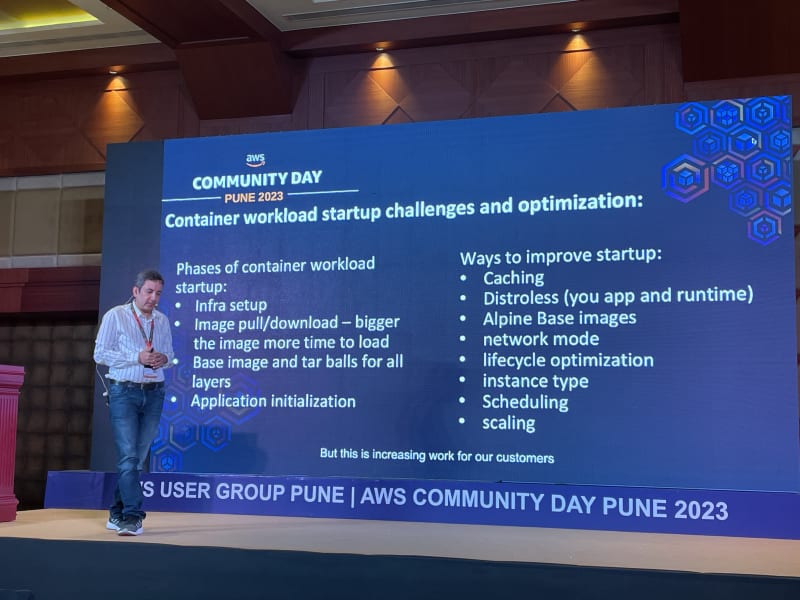 aws
COMMUNITY DAY
PUNE 2023
Container workload startup challenges and optimization:
Phases of container workload
startup:
• Infra setup
• Image pull/download – bigger
the image more time to load
• Base image and tar balls for all
layers
• Application initialization
Ways to improve startup:
• Caching
• Distroless (you app and runtime)
• Alpine Base images
• network mode
• lifecycle optimization
• instance type
• Scheduling
• scaling
But this is increasing work for our customers
USER GROUP PUNE | AWS COMMUNITY DAY PUNE 2023